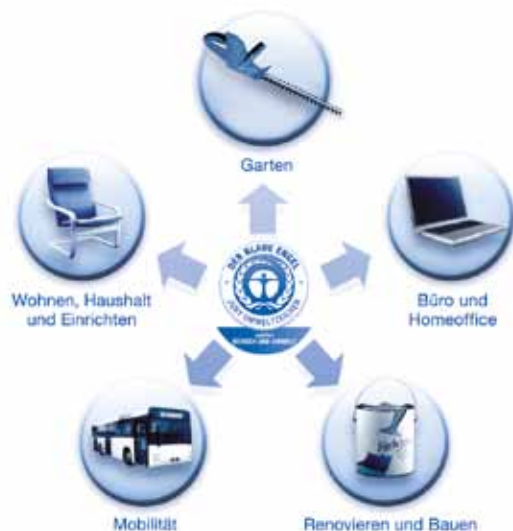 Garten
Wohnen, Haushalt
und Einrichten
DER BLAUE ENGEL
JURY UMWELTZEICHEN
Büro und
Homeoffice
Mobilität
Renovieren und Bauen